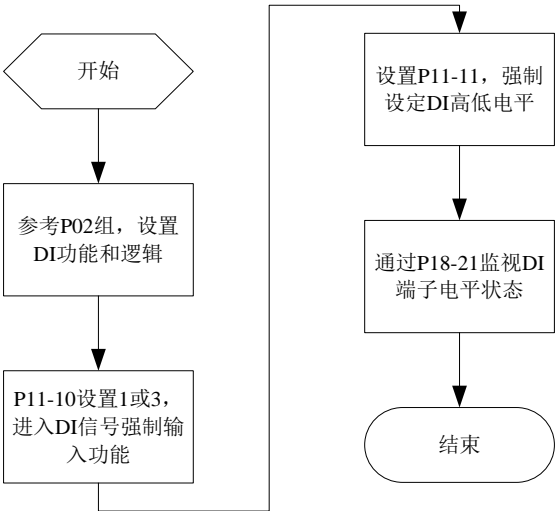 开始
参考P02组，设置
DI功能和逻辑
P11-10设置1或3，
进入DI信号强制输
入功能
设置P11-11，强制
设定DI高低电平
通过P18-21监视DI
端子电平状态
结束